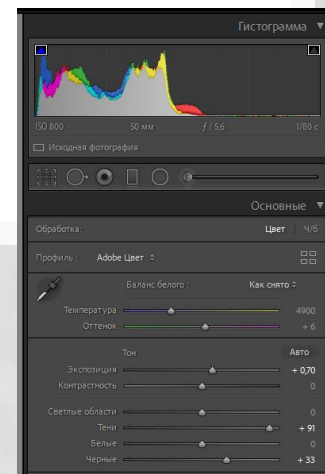 Гистограмма
ISO 800 50 мм f / 5,6 1/80 с
Исходная фотография
Основные
Обработка: Цвет Ч/б
Профиль: Adobe Цвет
Баланс белого: Как снято
Температура 4900
Оттенок + 6
Тон Авто
Экспозиция + 0,70
Контрастность 0
Светлые области 0
Тени + 91
Белые 0
Черные + 33